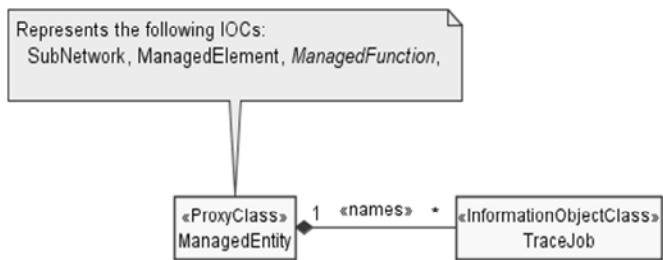 Represents the following IOCs:
SubNetwork, ManagedElement, ManagedFunction,
«ProxyClass»
ManagedEntity
1 «names» *
«InformationObjectClass»
TraceJob